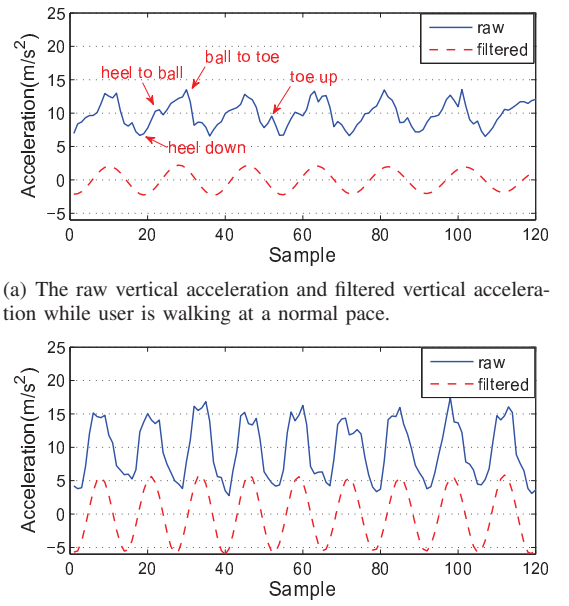 25
20
15
10
5
0
−5
Acceleration(m/s²)
raw
filtered
heel to ball
ball to toe
toe up
heel down
0 20 40 60 80 100 120
Sample
(a) The raw vertical acceleration and filtered vertical accelera-
tion while user is walking at a normal pace.
25
20
15
10
5
0
−5
Acceleration(m/s²)
raw
filtered
0 20 40 60 80 100 120
Sample